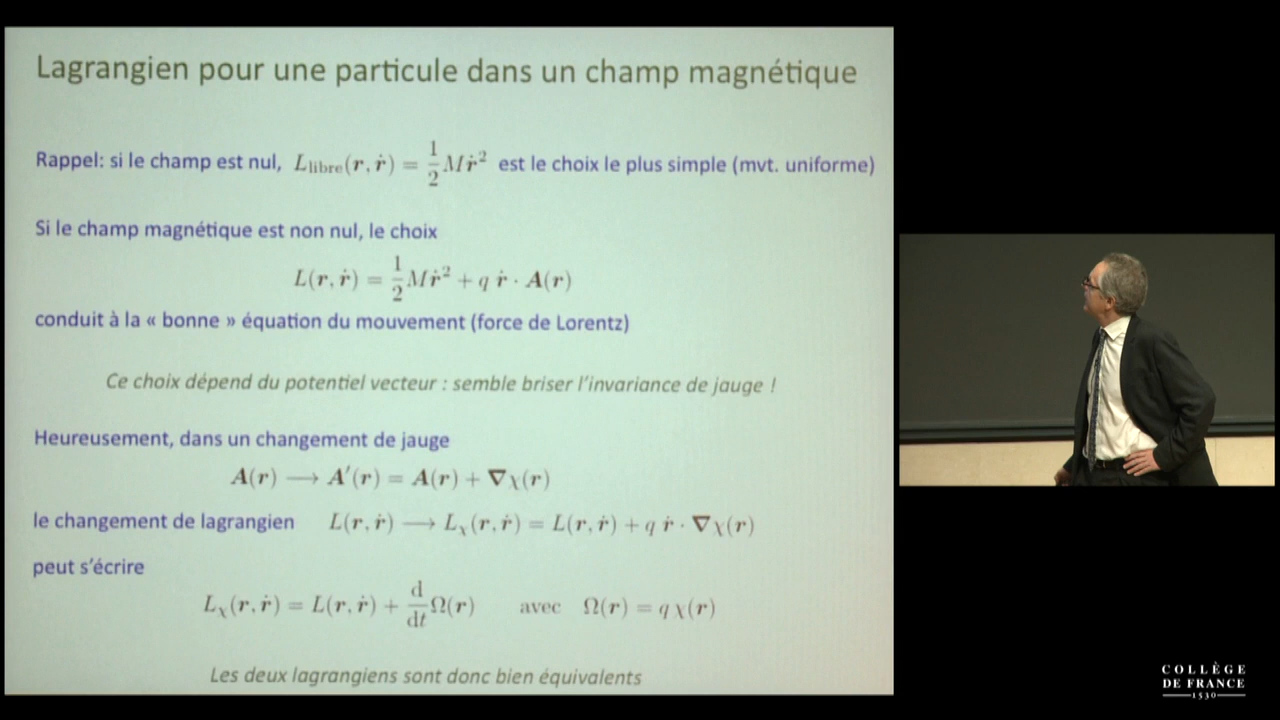 Lagrangien pour une particule dans un champ magnétique
Rappel: si le champ est nul, L_libre(r, ṙ) = 1/2 Mṙ² est le choix le plus simple (mvt. uniforme)
Si le champ magnétique est non nul, le choix
L(r, ṙ) = 1/2 Mṙ² + q ṙ · A(r)
conduit à la « bonne » équation du mouvement (force de Lorentz)
Ce choix dépend du potentiel vecteur : semble briser l'invariance de jauge !
Heureusement, dans un changement de jauge
A(r) ⟶ A′(r) = A(r) + ∇χ(r)
le changement de lagrangien L(r, ṙ) ⟶ L_χ(r, ṙ) = L(r, ṙ) + q ṙ · ∇χ(r)
peut s'écrire
L_χ(r, ṙ) = L(r, ṙ) + d/dt Ω(r) avec Ω(r) = q χ(r)
Les deux lagrangiens sont donc bien équivalents
COLLÈGE
DE FRANCE
1530